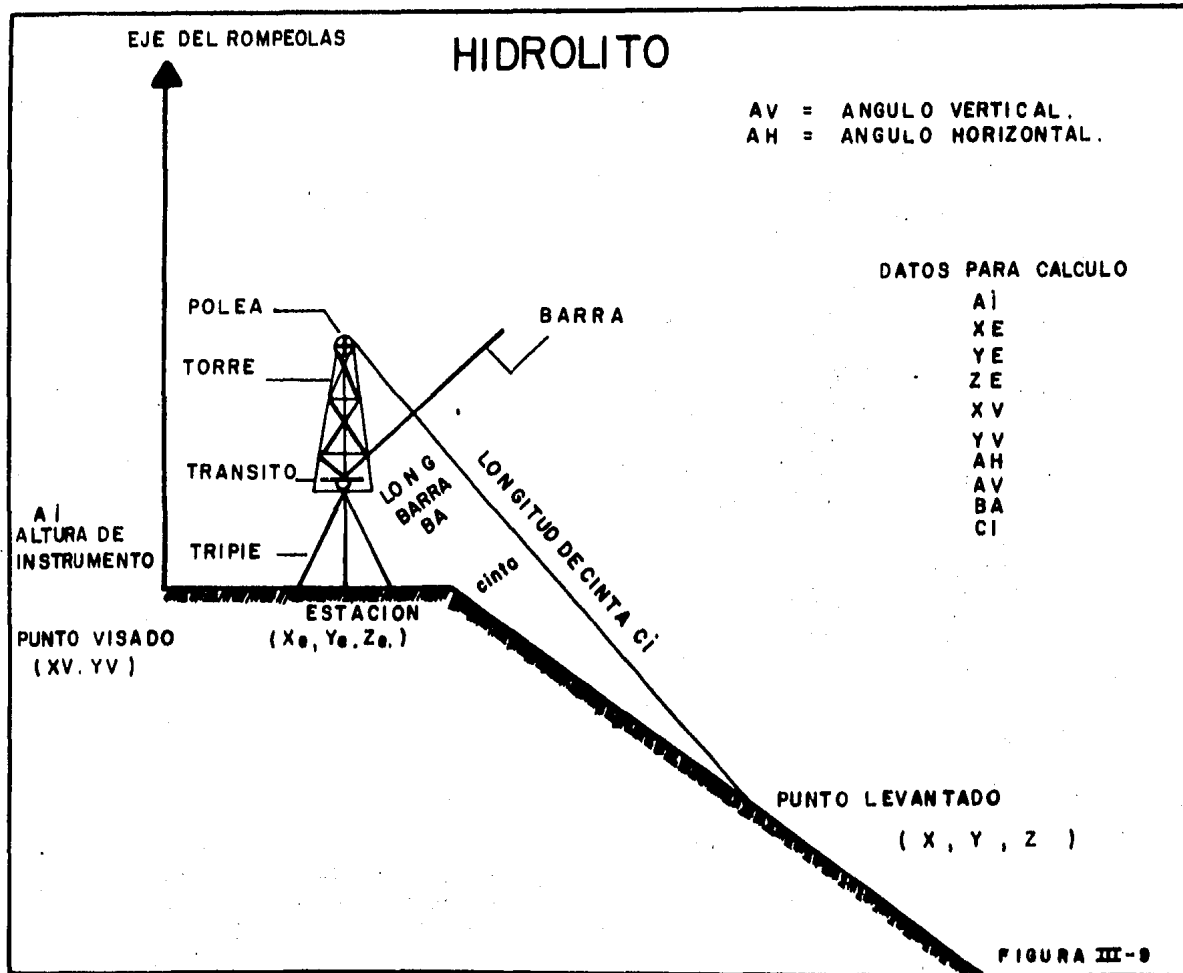 EJE DEL ROMPEOLAS
HIDROLITO
AV = ANGULO VERTICAL.
AH = ANGULO HORIZONTAL.
DATOS PARA CALCULO
Aİ
XE
YE
ZE
XV
YV
AH
AV
BA
CI
POLEA
BARRA
TORRE
TRANSITO
LONG
BARRA
BA
LONGITUD DE CINTA Cİ
cinta
Aİ
ALTURA DE
INSTRUMENTO
TRIPIE
ESTACION
(Xe, Ye. Ze.)
PUNTO VISADO
(XV. YV)
PUNTO LEVANTADO
( X , Y , Z )
FIGURA III-9